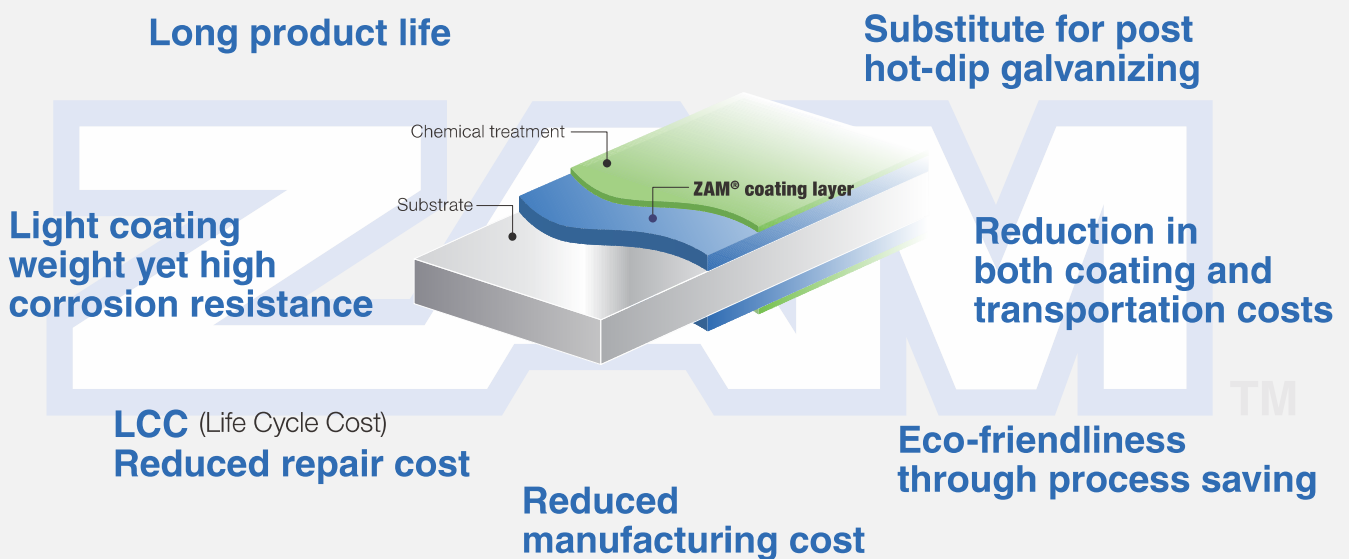 Long product life
Substitute for post
hot-dip galvanizing
Chemical treatment
ZAM® coating layer
Substrate
Light coating
weight yet high
corrosion resistance
Reduction in
both coating and
transportation costs
ZAM
TM
LCC (Life Cycle Cost)
Reduced repair cost
Eco-friendliness
through process saving
Reduced
manufacturing cost